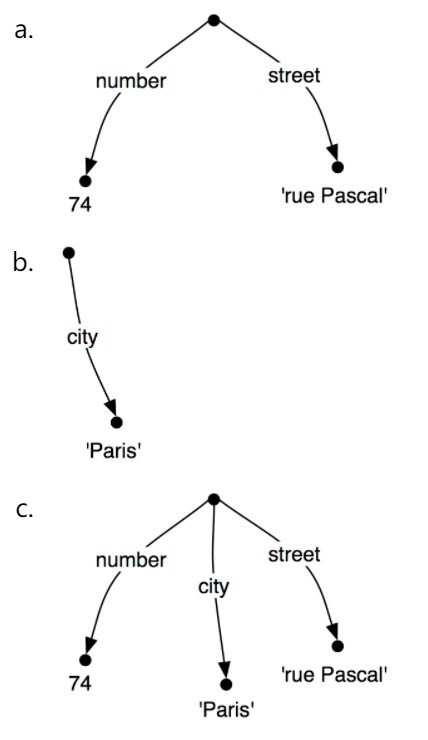 a.
number
street
74
'rue Pascal'
b.
city
'Paris'
c.
number
street
city
74
'rue Pascal'
'Paris'